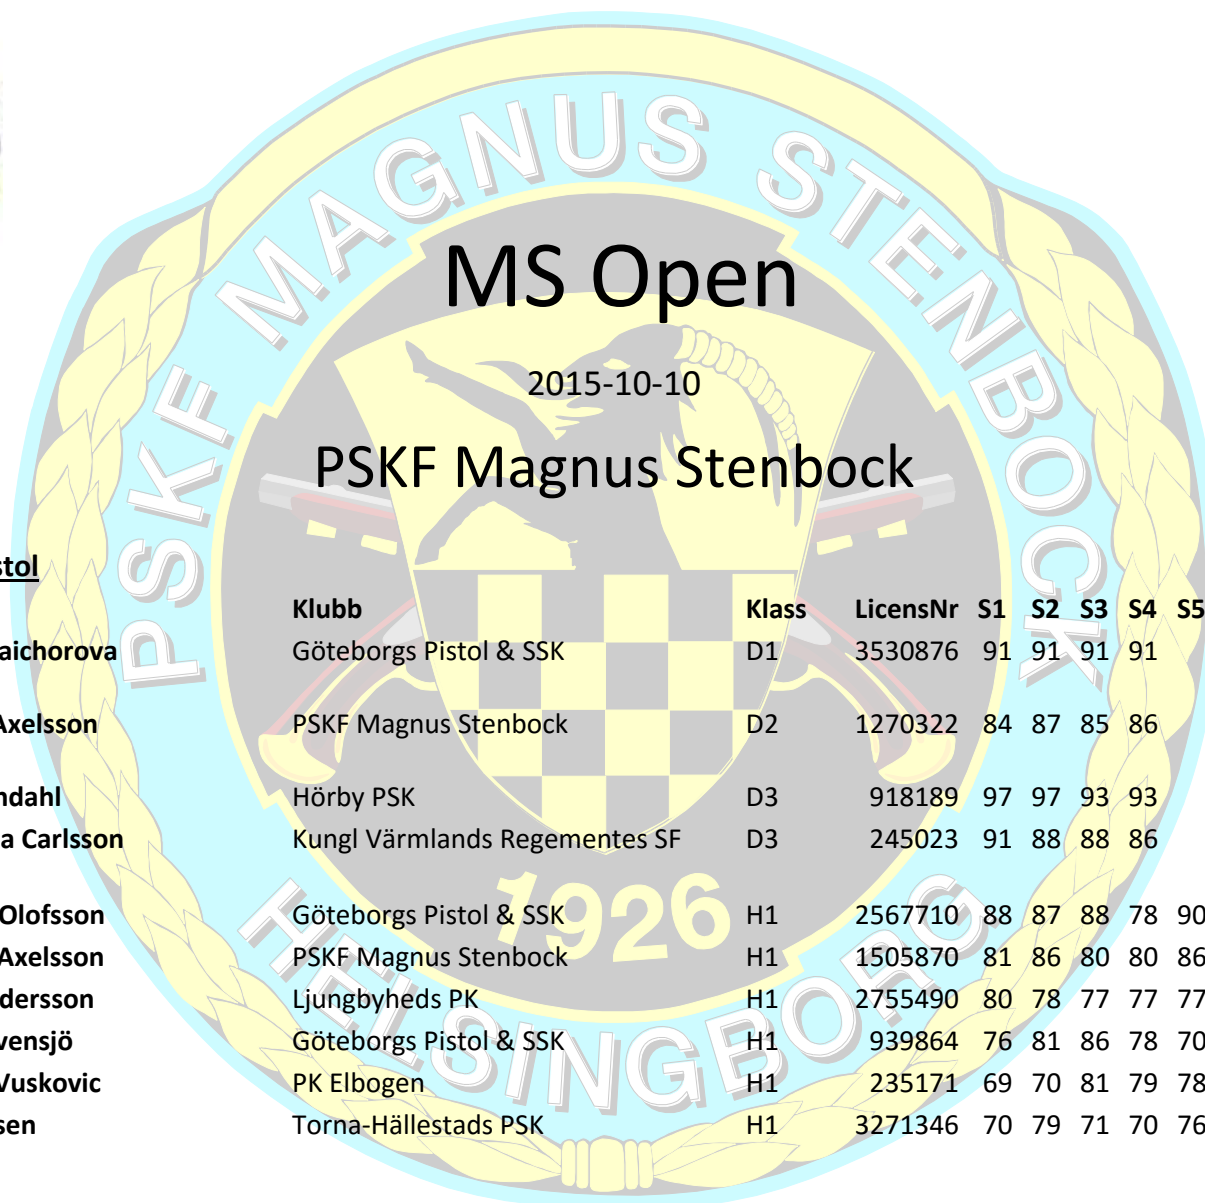 PSKF MAGNUS STENBOCK
MS Open
2015-10-10
PSKF Magnus Stenbock
stol
Klubb Klass LicensNr S1 S2 S3 S4 S5
aichorova Göteborgs Pistol & SSK D1 3530876 91 91 91 91
Axelsson PSKF Magnus Stenbock D2 1270322 84 87 85 86
ndahl Hörby PSK D3 918189 97 97 93 93
a Carlsson Kungl Värmlands Regementes SF D3 245023 91 88 88 86
Olofsson Göteborgs Pistol & SSK H1 2567710 88 87 88 78 90
Axelsson PSKF Magnus Stenbock H1 1505870 81 86 80 80 86
dersson Ljungbyheds PK H1 2755490 80 78 77 77 77
vensjö Göteborgs Pistol & SSK H1 939864 76 81 86 78 70
Vuskovic PK Elbogen H1 235171 69 70 81 79 78
sen Torna-Hällestads PSK H1 3271346 70 79 71 70 76
1926
HELSINGBORG